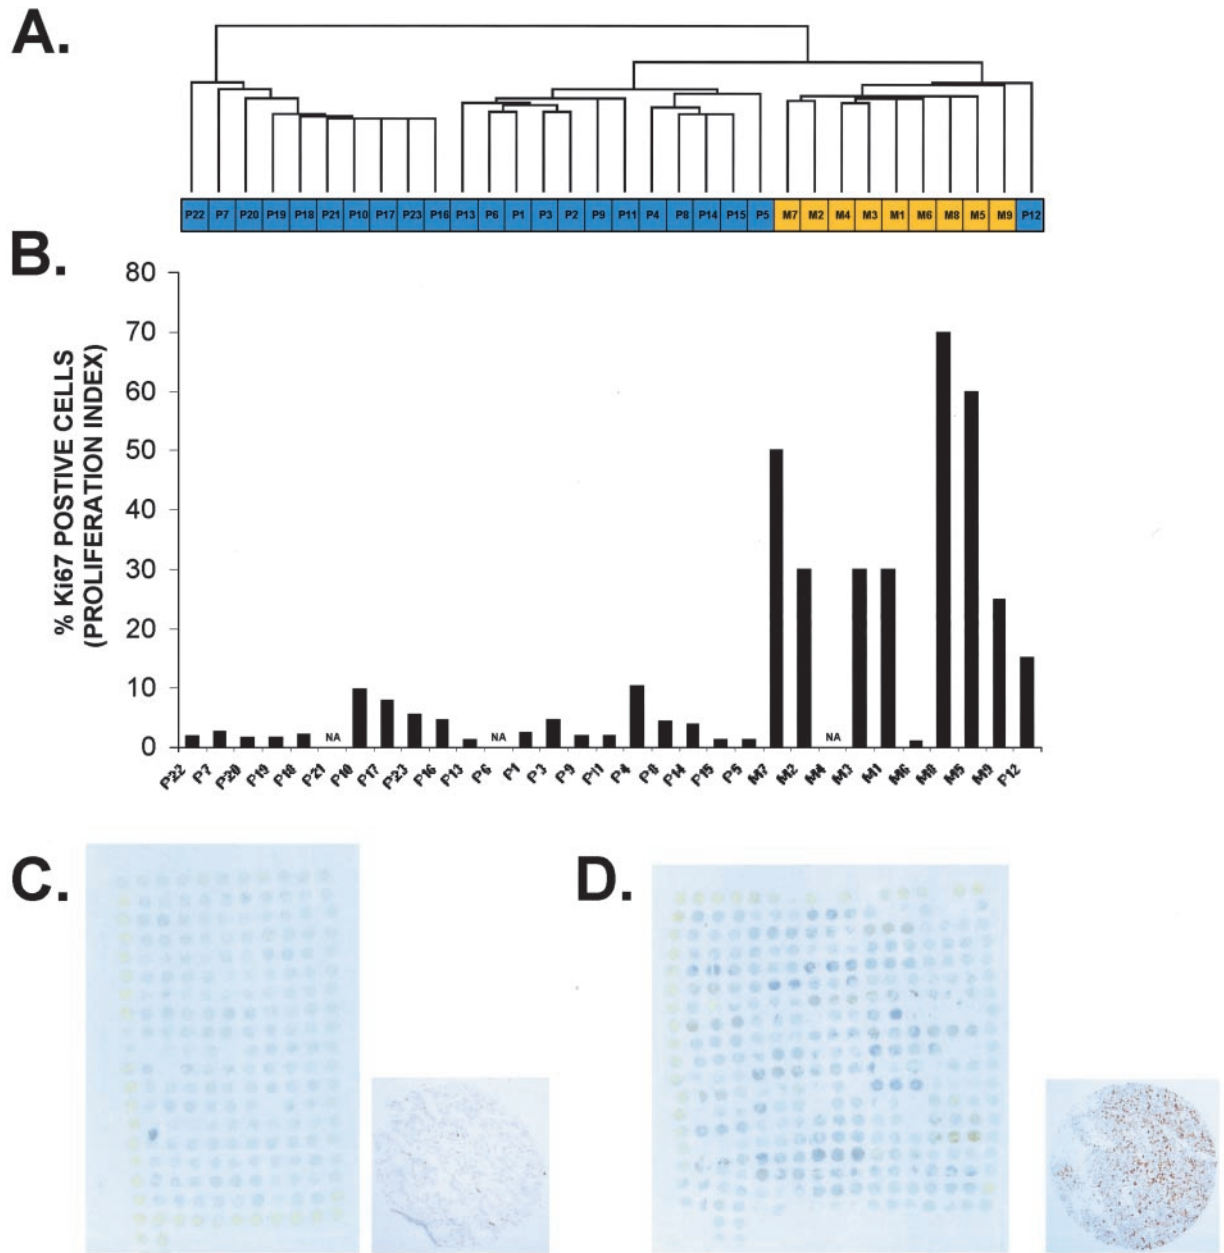 A.
P22 P7 P20 P19 P18 P21 P10 P17 P23 P16 P13 P6 P1 P3 P2 P9 P11 P4 P8 P14 P15 P5 M7 M2 M4 M3 M1 M6 M8 M5 M9 P12
B.
% Ki67 POSTIVE CELLS
(PROLIFERATION INDEX)
80
70
60
50
40
30
20
10
0
NA NA NA
P22 P7 P20 P19 P18 P21 P10 P17 P23 P16 P13 P6 P1 P3 P9 P11 P4 P8 P14 P15 P5 M7 M2 M4 M3 M1 M6 M8 M5 M9 P12
C.
D.